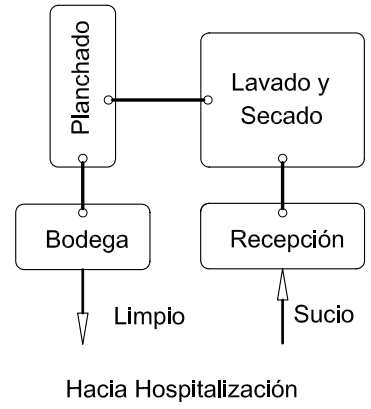 Planchado
Lavado y
Secado
Bodega
Recepción
Limpio
Sucio
Hacia Hospitalización